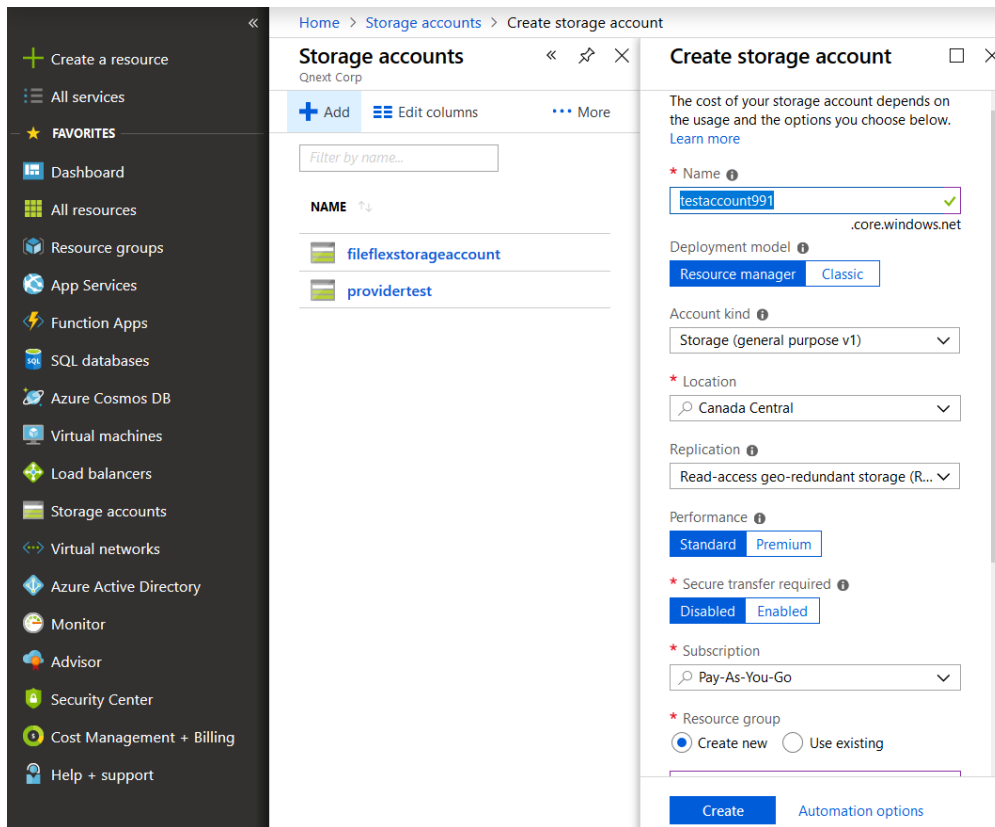 Create a resource
All services
FAVORITES
Dashboard
All resources
Resource groups
App Services
Function Apps
SQL
SQL databases
Azure Cosmos DB
Virtual machines
Load balancers
Storage accounts
Virtual networks
Azure Active Directory
Monitor
Advisor
Security Center
Cost Management + Billing
Help + support
Home > Storage accounts > Create storage account
Storage accounts
Qnext Corp
Add Edit columns ··· More
Filter by name...
NAME
fileflexstorageaccount
providertest
Create storage account
The cost of your storage account depends on
the usage and the options you choose below.
Learn more
* Name
testaccount991
.core.windows.net
Deployment model
Resource manager Classic
Account kind
Storage (general purpose v1)
* Location
Canada Central
Replication
Read-access geo-redundant storage (R...
Performance
Standard Premium
* Secure transfer required
Disabled Enabled
* Subscription
Pay-As-You-Go
* Resource group
Create new Use existing
Create Automation options